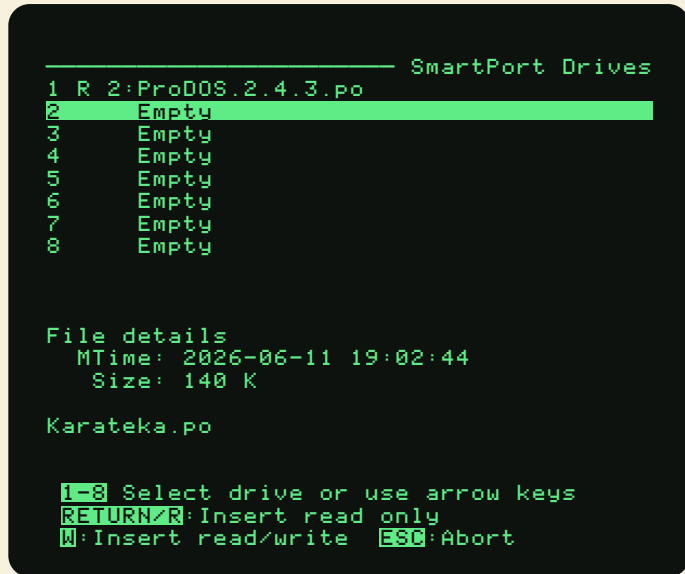 SmartPort Drives
1 R 2:ProDOS.2.4.3.po
2 Empty
3 Empty
4 Empty
5 Empty
6 Empty
7 Empty
8 Empty
File details
MTime: 2026-06-11 19:02:44
Size: 140 K
Karateka.po
1-8 Select drive or use arrow keys
RETURN/R:Insert read only
W:Insert read/write ESC:Abort